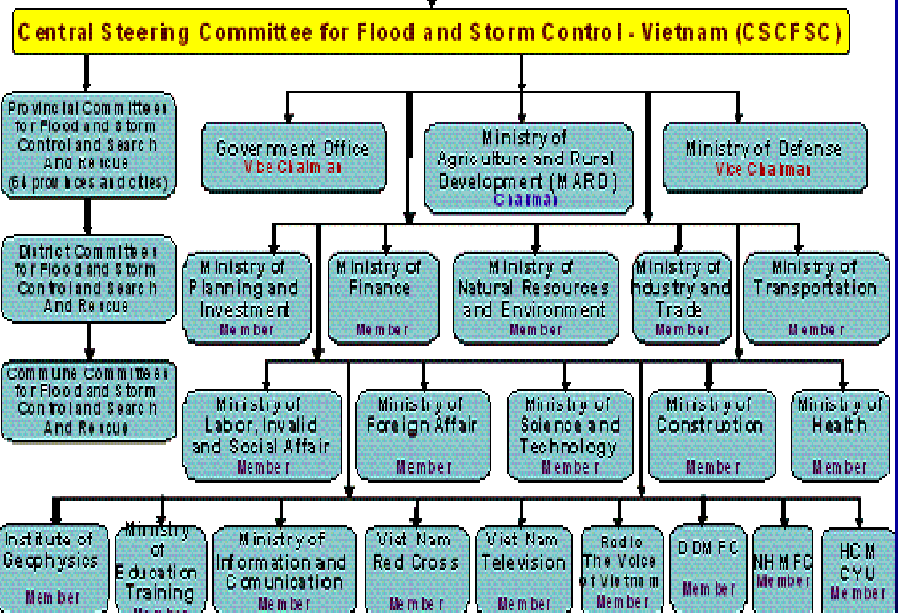 Central Steering Committee for Flood and Storm Control - Vietnam (CSCFSC)
Provincial Committee
for Flood and Storm
Control and Search
And Rescue
(64 provinces and cities)
District Committee
for Flood and Storm
Control and Search
And Rescue
Commune Committee
for Flood and Storm
Control and Search
And Rescue
Government Office
Vice Chairman
Ministry of
Agriculture and Rural
Development (MARD)
Chairman
Ministry of Defense
Vice Chairman
Ministry of
Planning and
Investment
Member
Ministry of
Finance
Member
Ministry of
Natural Resources
and Environment
Member
Ministry of
Industry and
Trade
Member
Ministry of
Transportation
Member
Ministry of
Labor, Invalid
and Social Affair
Member
Ministry of
Foreign Affair
Member
Ministry of
Science and
Technology
Member
Ministry of
Construction
Member
Ministry of
Health
Member
Institute of
Geophysics
Member
Ministry
of
Education
Training
Member
Ministry of
Information and
Comunication
Member
Viet Nam
Red Cross
Member
Viet Nam
Television
Member
Radio
The Voice
of Vietnam
Member
DDMFC
Member
NHMFC
Member
HCM
CYU
Member